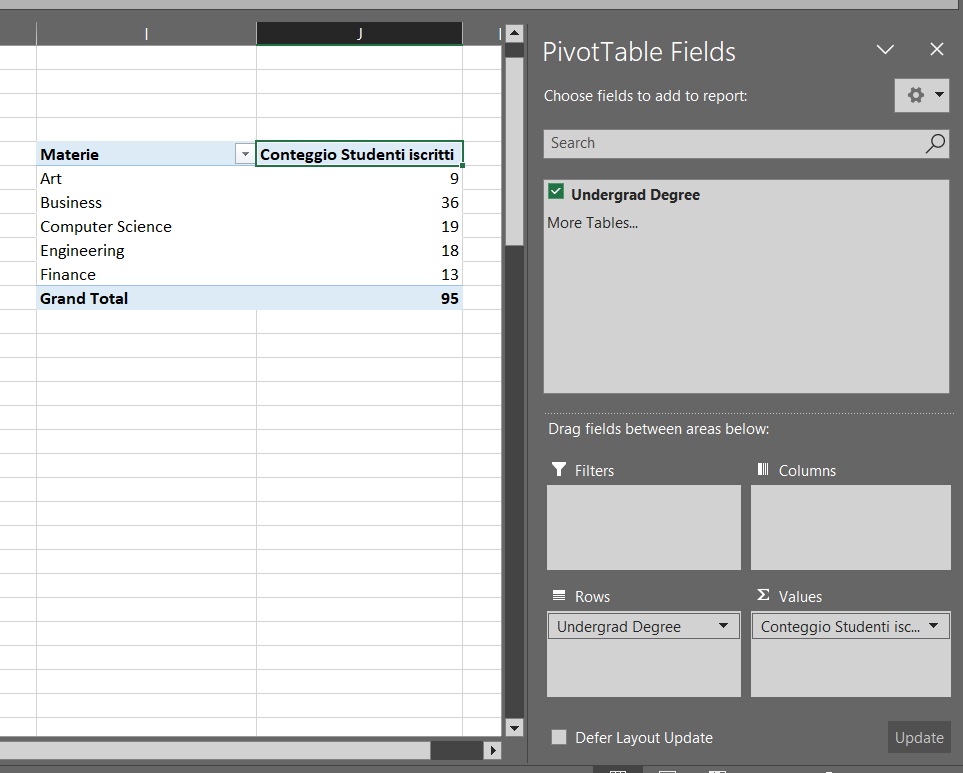 I J
Materie Conteggio Studenti iscritti
Art 9
Business 36
Computer Science 19
Engineering 18
Finance 13
Grand Total 95
PivotTable Fields
Choose fields to add to report:
Search
Undergrad Degree
More Tables...
Drag fields between areas below:
Filters Columns
Rows Values
Undergrad Degree Conteggio Studenti isc...
Defer Layout Update Update